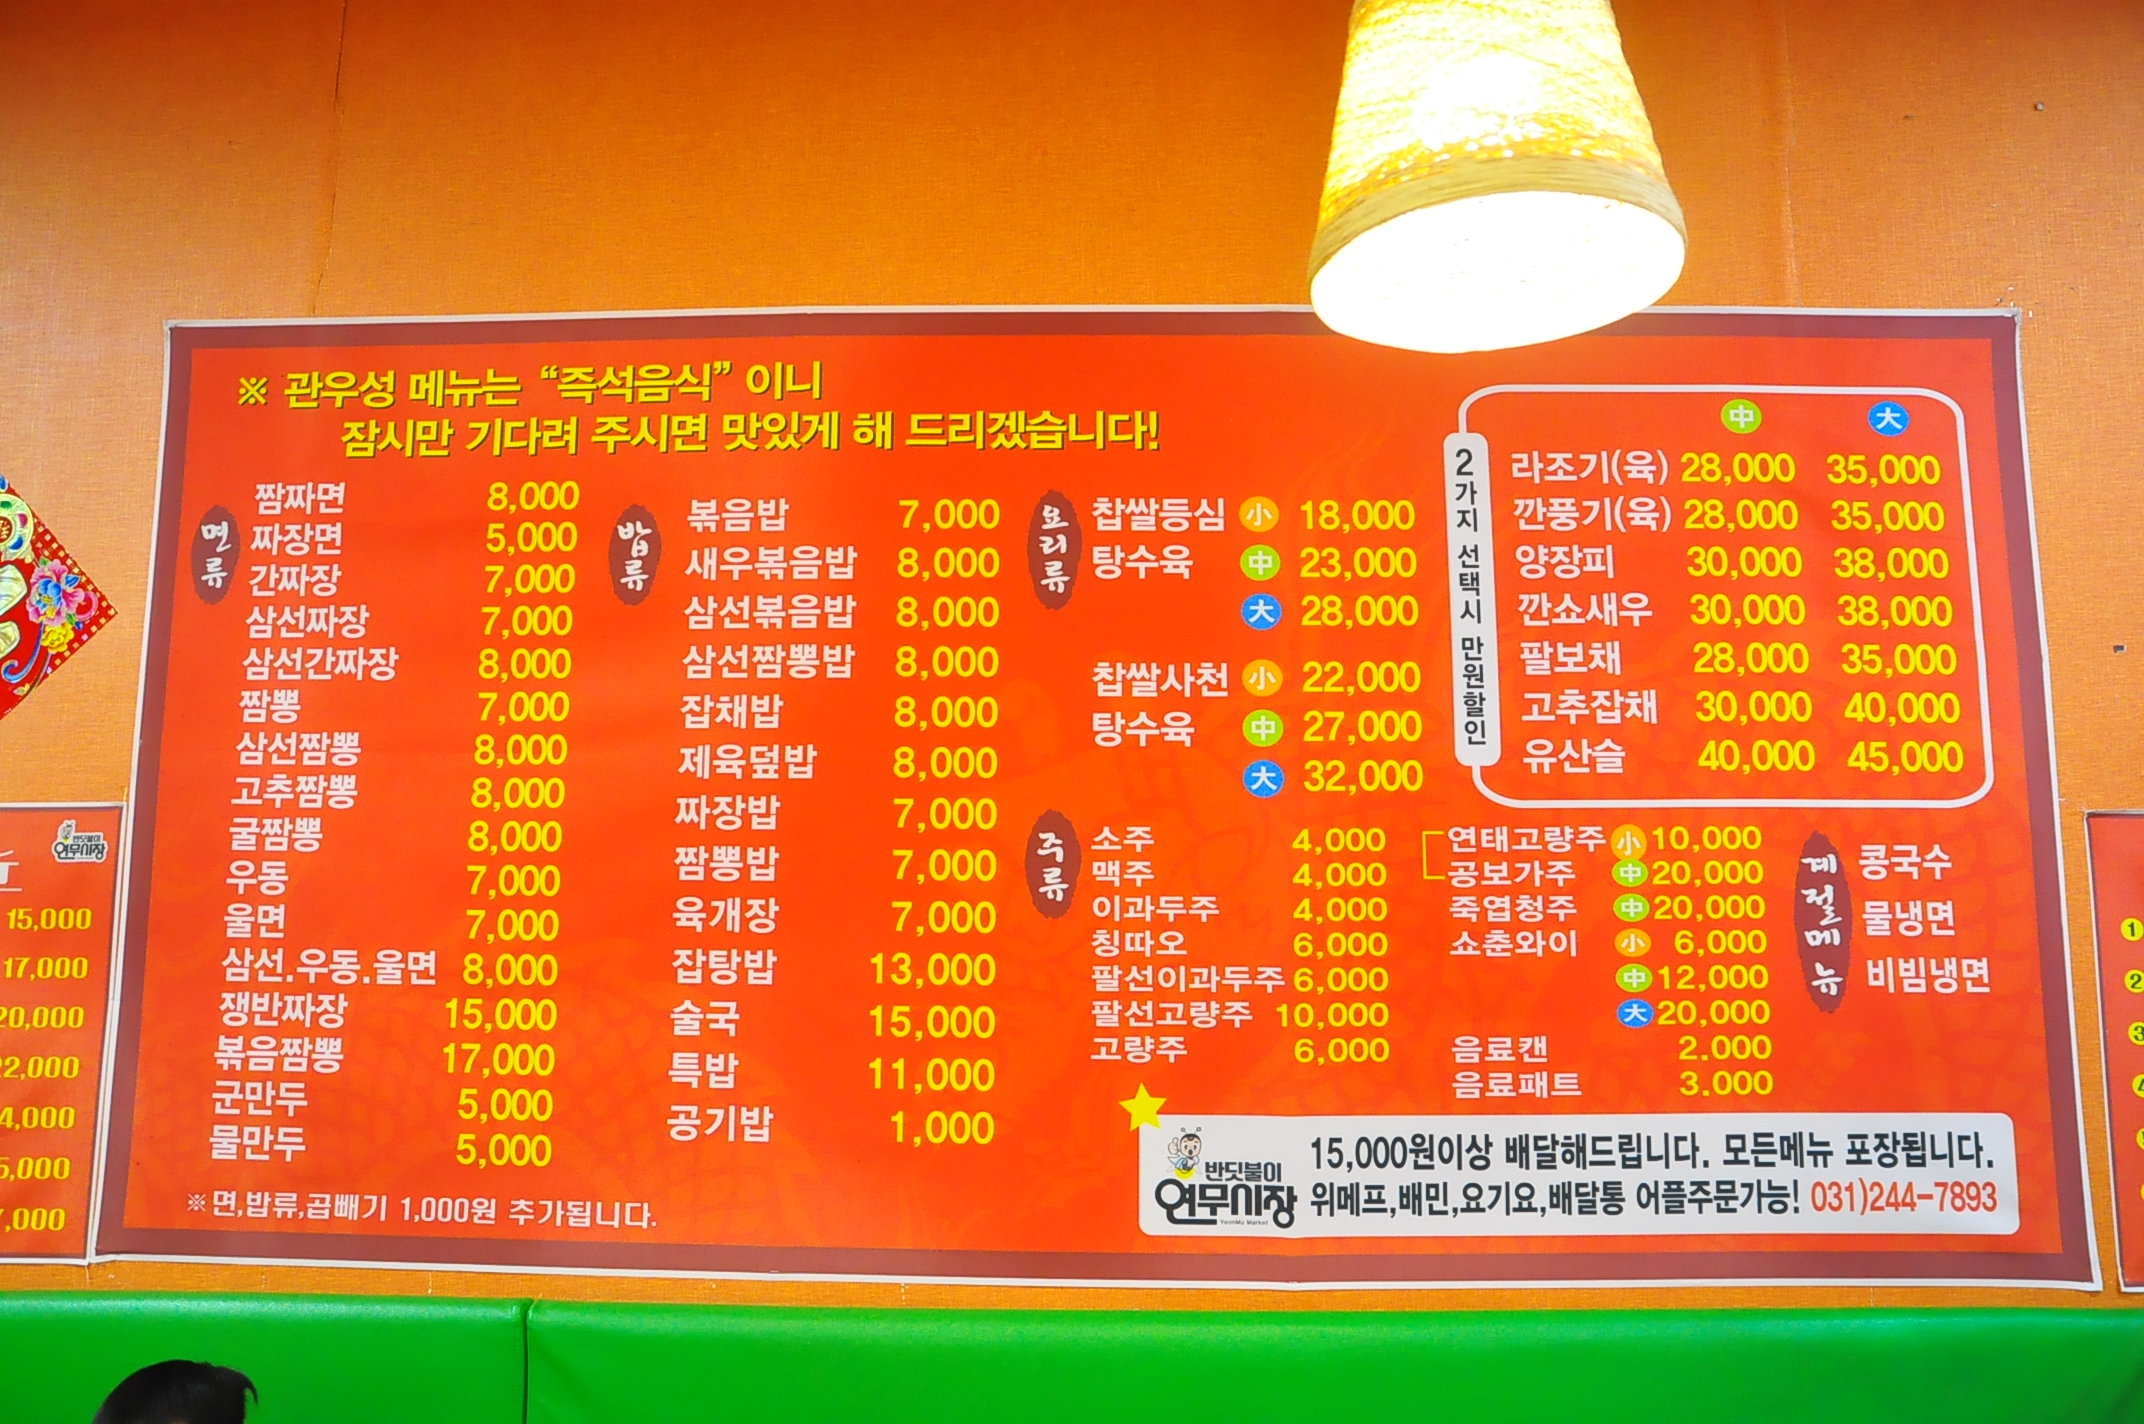 ※ 관우성 메뉴는 “즉석음식” 이니
잠시만 기다려 주시면 맛있게 해 드리겠습니다!
면류
짬짜면 8,000
짜장면 5,000
간짜장 7,000
삼선짜장 7,000
삼선간짜장 8,000
짬뽕 7,000
삼선짬뽕 8,000
고추짬뽕 8,000
굴짬뽕 8,000
우동 7,000
울면 7,000
삼선.우동.울면 8,000
쟁반짜장 15,000
볶음짬뽕 17,000
군만두 5,000
물만두 5,000
※면,밥류,곱빼기 1,000원 추가됩니다.
밥류
볶음밥 7,000
새우볶음밥 8,000
삼선볶음밥 8,000
삼선짬뽕밥 8,000
잡채밥 8,000
제육덮밥 8,000
짜장밥 7,000
짬뽕밥 7,000
육개장 7,000
잡탕밥 13,000
술국 15,000
특밥 11,000
공기밥 1,000
요리류
찹쌀등심 小 18,000
탕수육 中 23,000
大 28,000
찹쌀사천 小 22,000
탕수육 中 27,000
大 32,000
2가지 선택시 만원할인
中 大
라조기(육) 28,000 35,000
깐풍기(육) 28,000 35,000
양장피 30,000 38,000
깐쇼새우 30,000 38,000
팔보채 28,000 35,000
고추잡채 30,000 40,000
유산슬 40,000 45,000
주류
소주 4,000
맥주 4,000
이과두주 4,000
칭따오 6,000
팔선이과두주 6,000
팔선고량주 10,000
고량주 6,000
연태고량주 小 10,000
공보가주 中 20,000
죽엽청주 中 20,000
쇼춘와이 小 6,000
中 12,000
大 20,000
음료캔 2.000
음료패트 3.000
계절메뉴
콩국수
물냉면
비빔냉면
반딧불이
연무시장
YeonMu Market
15,000원이상 배달해드립니다. 모든메뉴 포장됩니다.
위메프,배민,요기요,배달통 어플주문가능! 031)244-7893
반딧불이
연무시장
15,000
17,000
20,000
22,000
4,000
5,000
,000
1
2
3